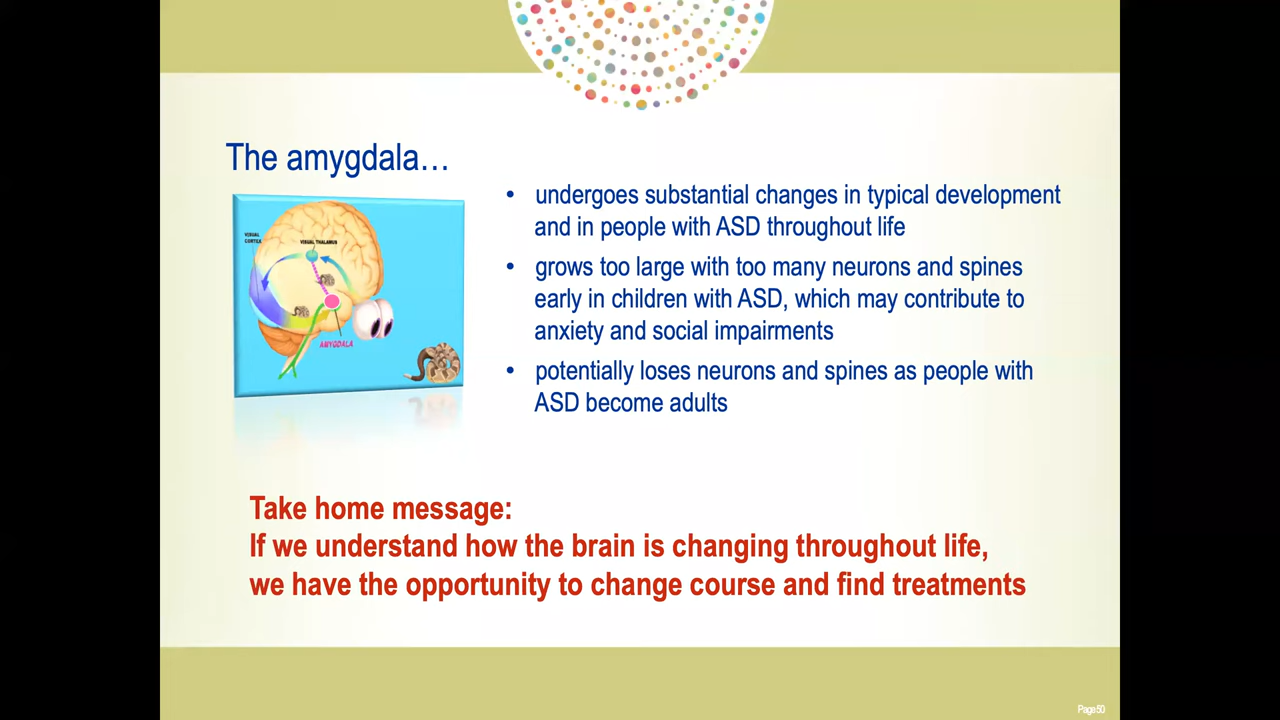 The amygdala…
VISUAL
CORTEX
VISUAL THALAMUS
AMYGDALA
• undergoes substantial changes in typical development
and in people with ASD throughout life
• grows too large with too many neurons and spines
early in children with ASD, which may contribute to
anxiety and social impairments
• potentially loses neurons and spines as people with
ASD become adults
Take home message:
If we understand how the brain is changing throughout life,
we have the opportunity to change course and find treatments
Page 50